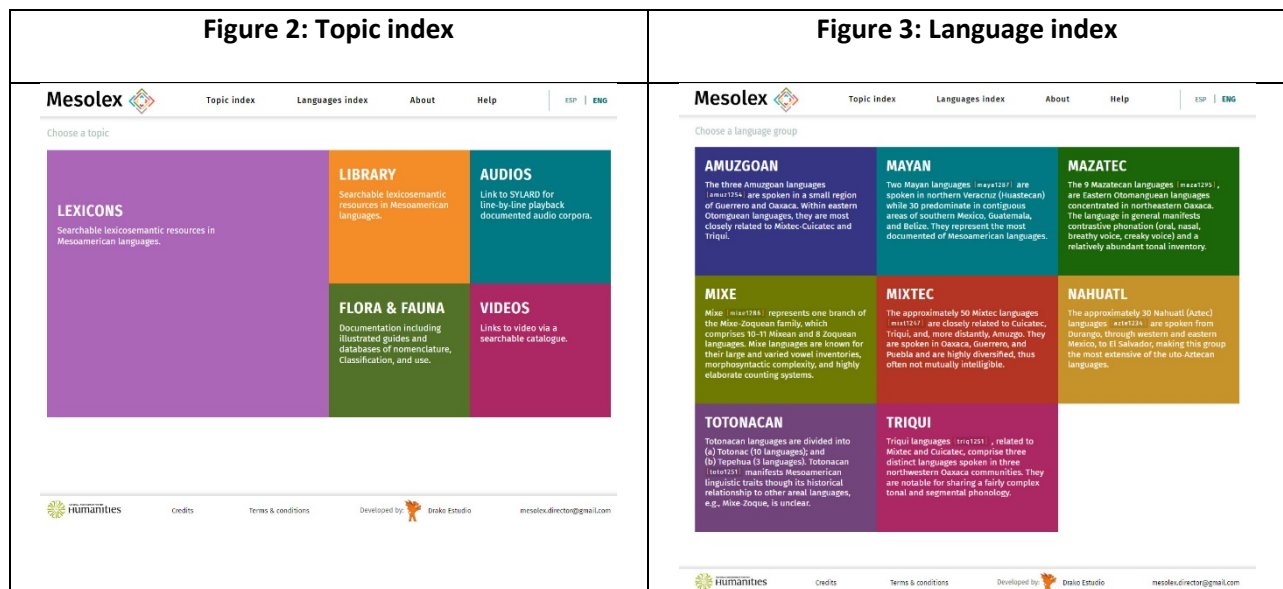 Figure 2: Topic index
Mesolex
Topic index
Languages index
About
Help
ESP | ENG
Choose a topic
LEXICONS
Searchable lexicosemantic resources in
Mesoamerican languages.
LIBRARY
Searchable lexicosemantic
resources in Mesoamerican
languages.
AUDIOS
Link to SYLARD for
line-by-line playback
documented audio corpora.
FLORA & FAUNA
Documentation including
illustrated guides and
databases of nomenclature,
Classification, and use.
VIDEOS
Links to video via a
searchable catalogue.
Humanities
Credits
Terms & conditions
Developed by:
Drako Estudio
mesolex.director@gmail.com
Figure 3: Language index
Mesolex
Topic index
Languages index
About
Help
ESP | ENG
Choose a language group
AMUZGOAN
The three Amuzgoan languages
[amuz1254 are spoken in a small region
of Guerrero and Oaxaca. Within eastern
Otomguean languages, they are most
closely related to Mixtec-Cuicatec and
Triqui.
MAYAN
Two Mayan languages [maya1287] are
spoken in northern Veracruz (Huastecan)
while 30 predominate in contiguous
areas of southern Mexico, Guatemala,
and Belize. They represent the most
documented of Mesoamerican languages.
MAZATEC
The 9 Mazatecan languages [maza1295],
are Eastern Otomanguean languages
concentrated in northeastern Oaxaca.
The language in general manifests
contrastive phonation (oral, nasal,
breathy voice, creaky voice) and a
relatively abundant tonal inventory.
MIXE
Mixe [mixe1286] represents one branch of
the Mixe-Zoquean family, which
comprises 10-11 Mixean and 8 Zoquean
languages. Mixe languages are known for
their large and varied vowel inventories,
morphosyntactic complexity, and highly
elaborate counting systems.
MIXTEC
The approximately 50 Mixtec languages
[mixt1247] are closely related to Cuicatec,
Triqui, and, more distantly, Amuzgo. They
are spoken in Oaxaca, Guerrero, and
Puebla and are highly diversified, thus
often not mutually intelligible.
NAHUATL
The approximately 30 Nahuatl (Aztec)
languages azte1234 are spoken from
Durango, through western and eastern
Mexico, to El Salvador, making this group
the most extensive of the uto-Aztecan
languages.
TOTONACAN
Totonacan languages are divided into
(a) Totonac (10 languages); and
(b) Tepehua (3 languages). Totonacan
[toto1251] manifests Mesoamerican
linguistic traits though its historical
relationship to other areal languages,
e.g., Mixe-Zoque, is unclear.
TRIQUI
Triqui languages [triq1251] , related to
Mixtec and Cuicatec, comprise three
distinct languages spoken in three
northwestern Oaxaca communities. They
are notable for sharing a fairly complex
tonal and segmental phonology.
Humanities
Credits
Terms & conditions
Developed by:
Drako Estudio
mesolex.director@gmail.com